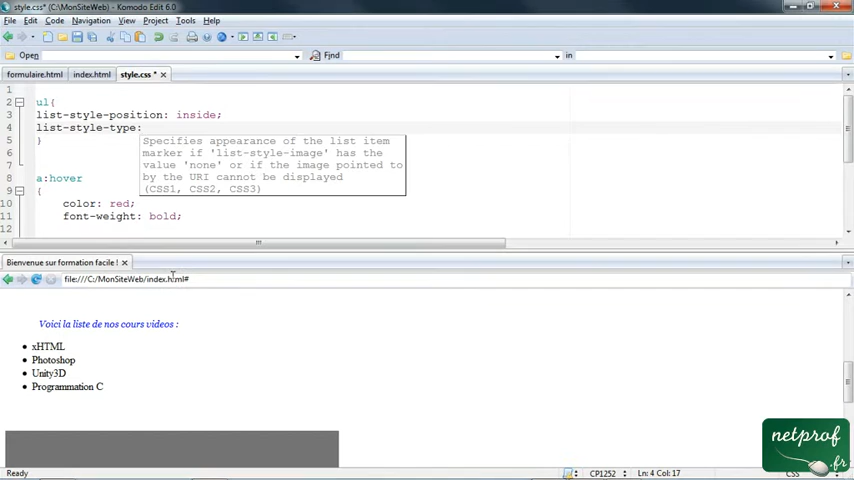 style.css* (C:\MonSiteWeb) - Komodo Edit 6.0
File Edit Code Navigation View Project Tools Help
Open Find in
formulaire.html index.html style.css *
1
2 ul{
3 list-style-position: inside;
4 list-style-type:
5 }
6
7
8 a:hover
9 {
10 color: red;
11 font-weight: bold;
12
Specifies appearance of the list item
marker if 'list-style-image' has the
value 'none' or if the image pointed to
by the URI cannot be displayed
(CSS1, CSS2, CSS3)
Bienvenue sur formation facile !
file:///C:/MonSiteWeb/index.html#
Voici la liste de nos cours videos :
• xHTML
• Photoshop
• Unity3D
• Programmation C
netprof
.fr
Ready CP1252 Ln: 4 Col: 17 CSS